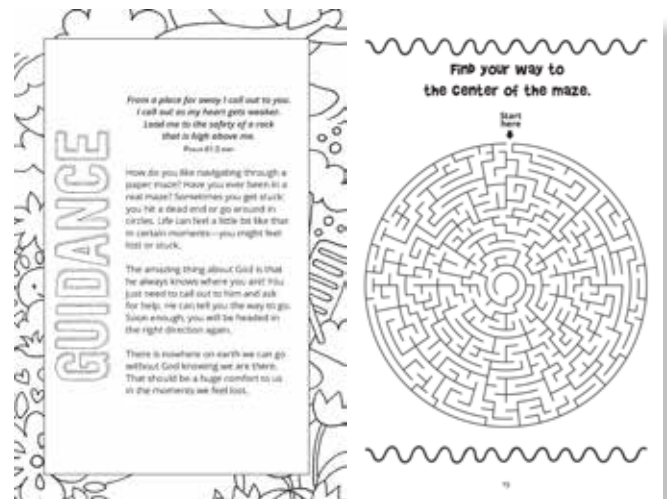 GUIDANCE
From a place far away I call out to you.
I call out as my heart gets weaker.
Lead me to the safety of a rock
that is high above me.
How do you like navigating through a
paper maze? Have you ever been in a
real maze? Sometimes you get stuck:
you hit a dead end or go around in
circles. Life can feel a little bit like that
in certain moments—you might feel
lost or stuck.
The amazing thing about God is that
he always knows where you are! You
just need to call out to him and ask
for help. He can tell you the way to go.
Soon enough, you will be headed in
the right direction again.
There is nowhere on earth we can go
without God knowing we are there.
That should be a huge comfort to us
in the moments we feel lost.
Find your way to
the center of the maze.
Start
here